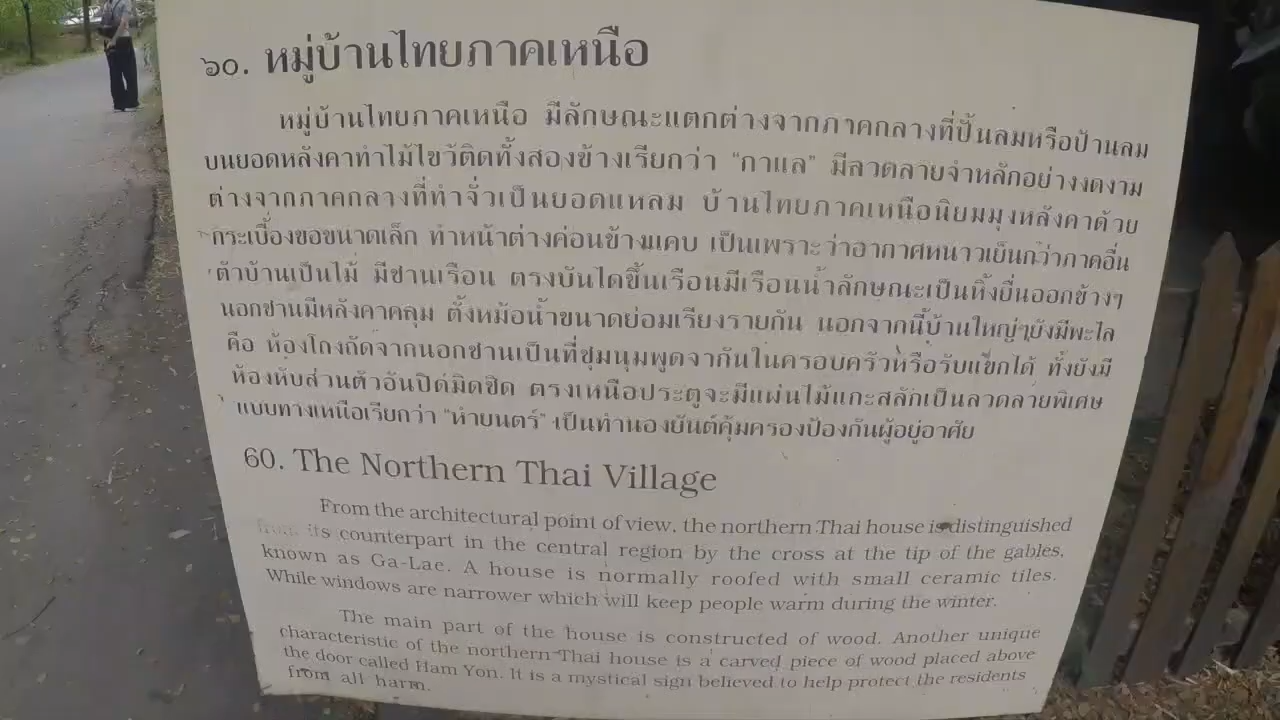 ๖๐. หมู่บ้านไทยภาคเหนือ
หมู่บ้านไทยภาคเหนือ มีลักษณะแตกต่างจากภาคกลางที่ปั้นลมหรือป้านลม
บนยอดหลังคาทำไม้ไขว้ติดทั้งสองข้างเรียกว่า “กาแล” มีลวดลายจำหลักอย่างงดงาม
ต่างจากภาคกลางที่ทำจั่วเป็นยอดแหลม บ้านไทยภาคเหนือนิยมมุงหลังคาด้วย
กระเบื้องขอขนาดเล็ก ทำหน้าต่างค่อนข้างแคบ เป็นเพราะว่าอากาศหนาวเย็นกว่าภาคอื่น
ตัวบ้านเป็นไม้ มีชานเรือน ตรงบันไดขึ้นเรือนมีเรือนน้ำลักษณะเป็นหิ้งยื่นออกข้างๆ
นอกชานมีหลังคาคลุม ตั้งหม้อน้ำขนาดย่อมเรียงรายกัน นอกจากนี้บ้านใหญ่ๆยังมีพะไล
คือ ห้องโถงถัดจากนอกชานเป็นที่ชุมนุมพูดจากันในครอบครัวหรือรับแขกได้ ทั้งยังมี
ห้องหับส่วนตัวอันปิดมิดชิด ตรงเหนือประตูจะมีแผ่นไม้แกะสลักเป็นลวดลายพิเศษ
แบบทางเหนือเรียกว่า “หำยนตร์” เป็นทำนองยันต์คุ้มครองป้องกันผู้อยู่อาศัย
60. The Northern Thai Village
From the architectural point of view, the northern Thai house is distinguished
from its counterpart in the central region by the cross at the tip of the gables,
known as Ga-Lae. A house is normally roofed with small ceramic tiles.
While windows are narrower which will keep people warm during the winter.
The main part of the house is constructed of wood. Another unique
characteristic of the northern Thai house is a carved piece of wood placed above
the door called Ham Yon. It is a mystical sign believed to help protect the residents
from all harm.